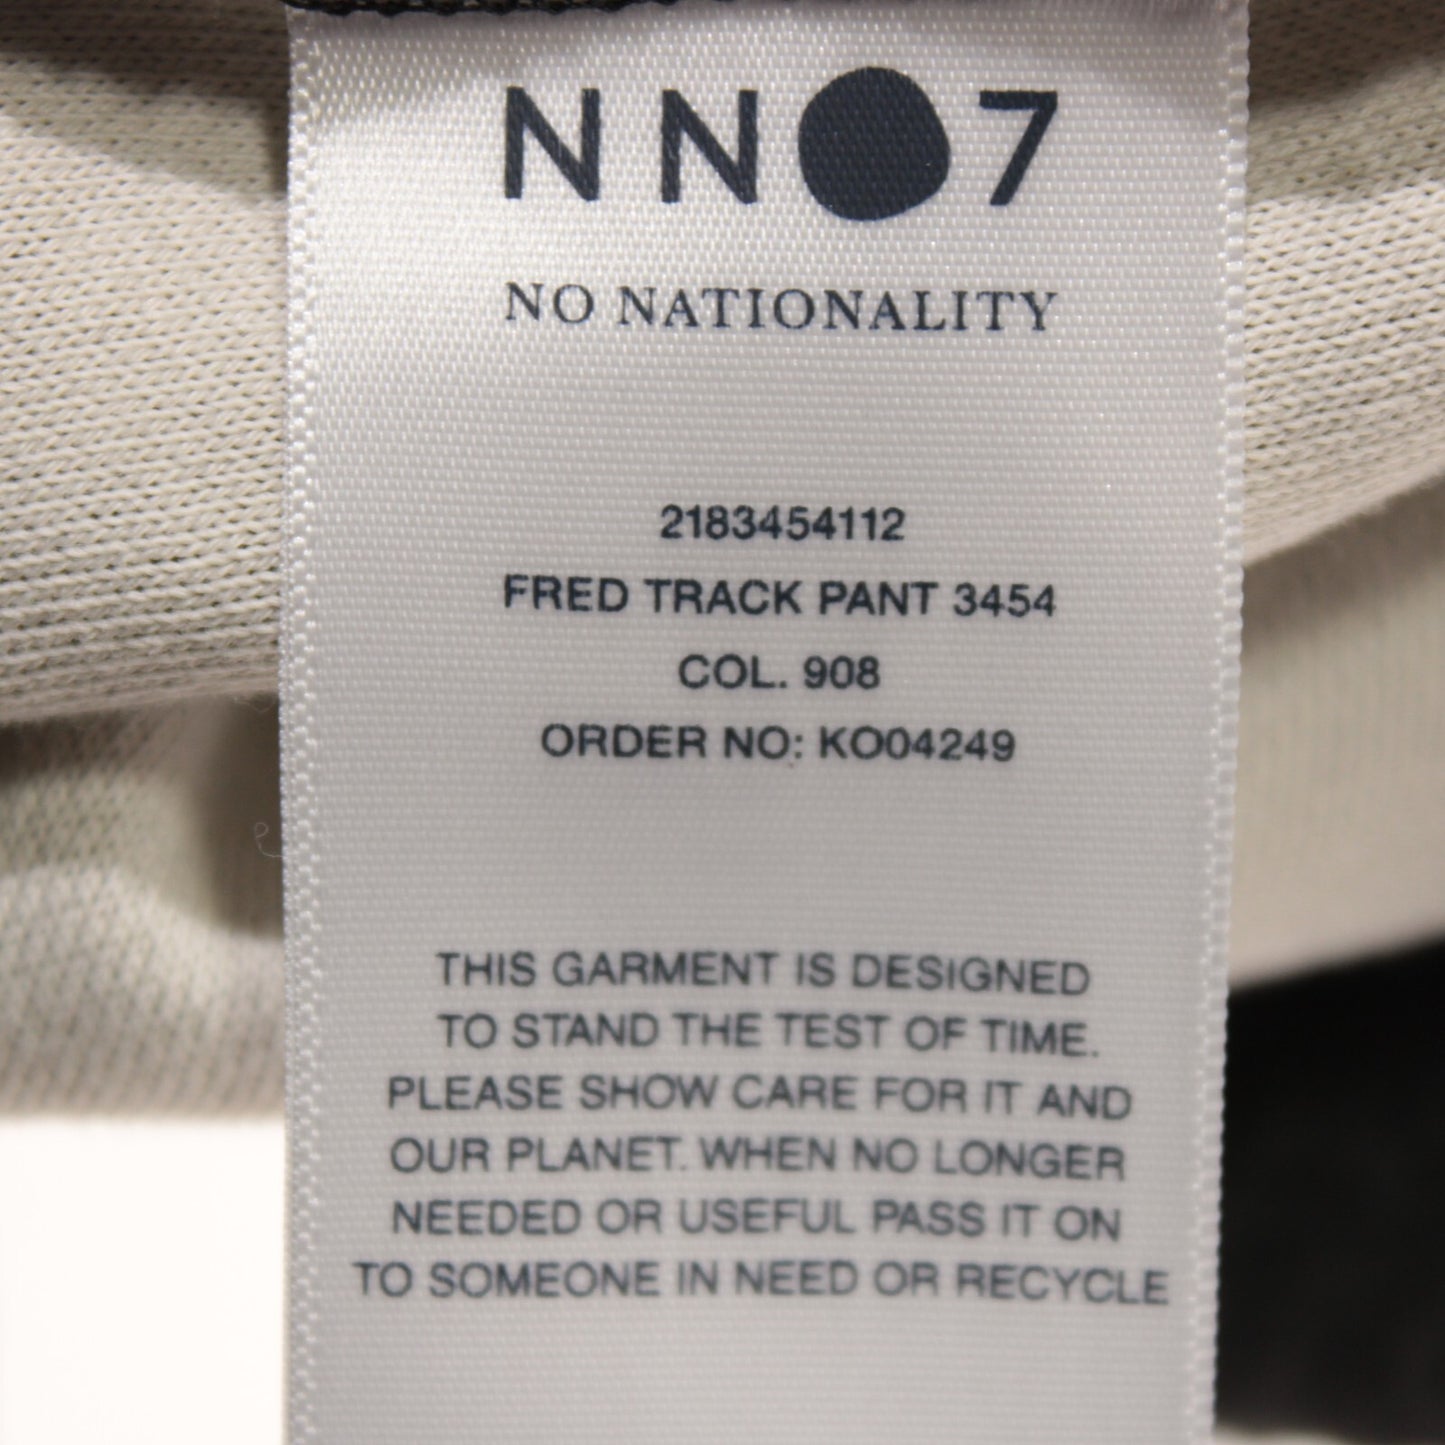 NN●7
NO NATIONALITY
2183454112
FRED TRACK PANT 3454
COL. 908
ORDER NO: KO04249
THIS GARMENT IS DESIGNED
TO STAND THE TEST OF TIME.
PLEASE SHOW CARE FOR IT AND
OUR PLANET. WHEN NO LONGER
NEEDED OR USEFUL PASS IT ON
TO SOMEONE IN NEED OR RECYCLE